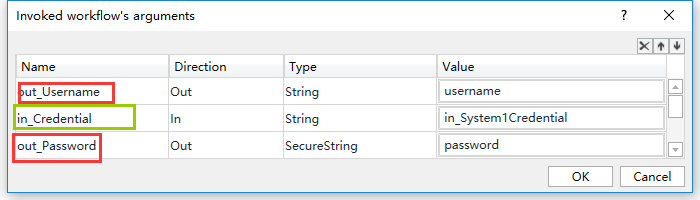 Invoked workflow's arguments
Name Direction Type Value
out_Username Out String username
in_Credential In String in_System1Credential
out_Password Out SecureString password
OK Cancel